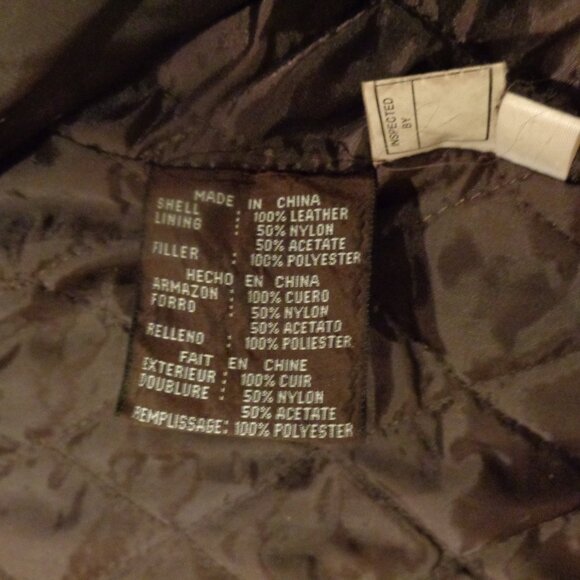 INSPECTED
BY
MADE IN CHINA
SHELL : 100% LEATHER
LINING : 50% NYLON
50% ACETATE
FILLER : 100% POLYESTER
HECHO EN CHINA
ARMAZON : 100% CUERO
FORRO : 50% NYLON
50% ACETATO
RELLENO : 100% POLIESTER
FAIT EN CHINE
EXTERIEUR : 100% CUIR
DOUBLURE : 50% NYLON
50% ACETATE
REMPLISSAGE: 100% POLYESTER